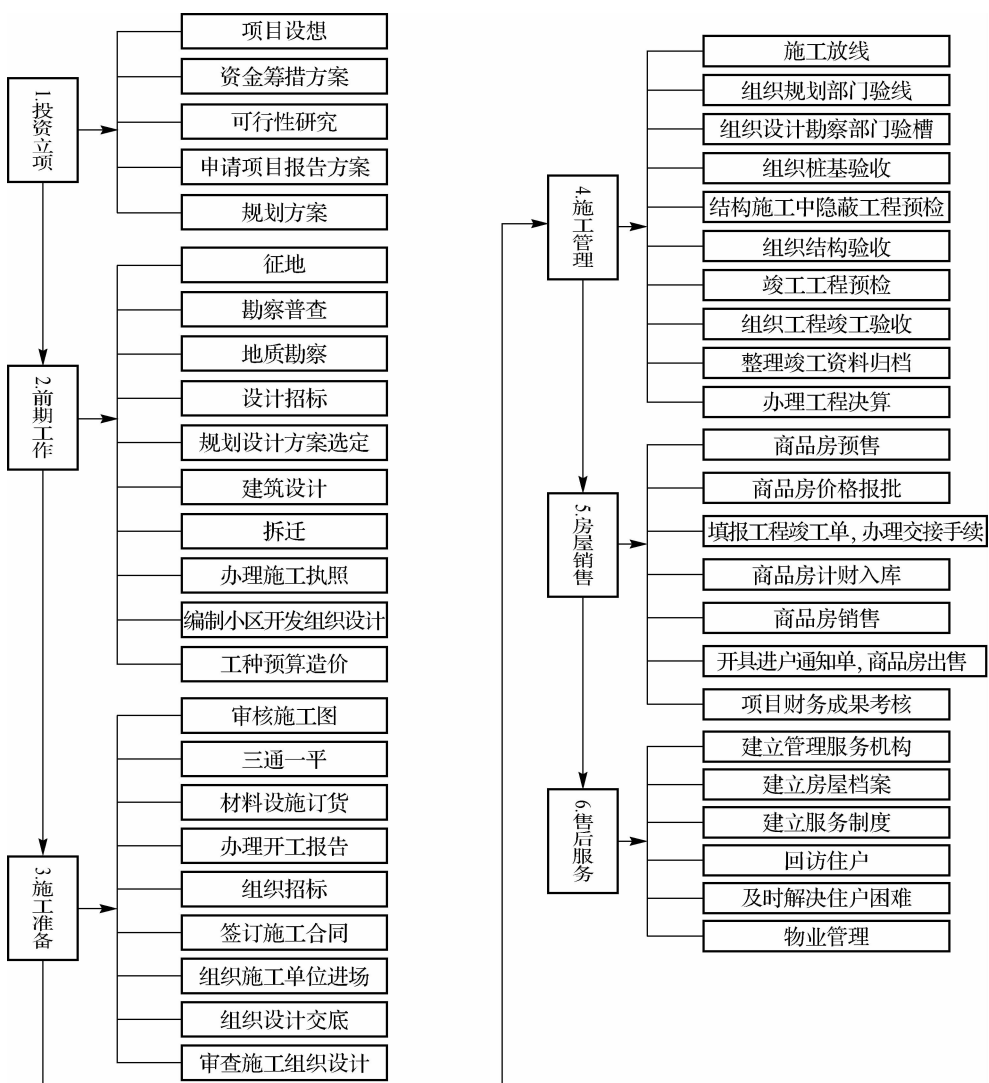 1.投资立项
项目设想
资金筹措方案
可行性研究
申请项目报告方案
规划方案
2.前期工作
征地
勘察普查
地质勘察
设计招标
规划设计方案选定
建筑设计
拆迁
办理施工执照
编制小区开发组织设计
工种预算造价
3.施工准备
审核施工图
三通一平
材料设施订货
办理开工报告
组织招标
签订施工合同
组织施工单位进场
组织设计交底
审查施工组织设计
4.施工管理
施工放线
组织规划部门验线
组织设计勘察部门验槽
组织桩基验收
结构施工中隐蔽工程预检
组织结构验收
竣工工程预检
组织工程竣工验收
整理竣工资料归档
办理工程决算
5.房屋销售
商品房预售
商品房价格报批
填报工程竣工单,办理交接手续
商品房计财入库
商品房销售
开具进户通知单,商品房出售
项目财务成果考核
6.售后服务
建立管理服务机构
建立房屋档案
建立服务制度
回访住户
及时解决住户困难
物业管理